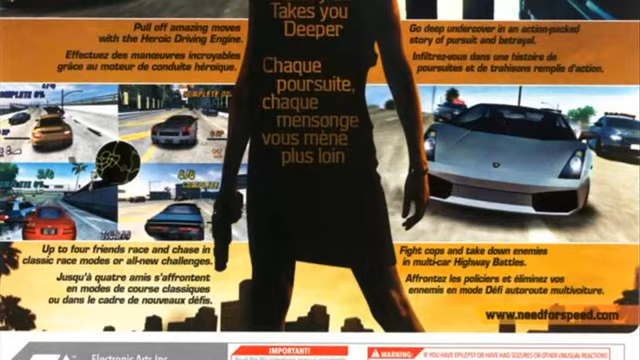 Takes you
Deeper
Pull off amazing moves
with the Heroic Driving Engine.
Effectuez des manœuvres incroyables
grâce au moteur de conduite héroïque.
Go deep undercover in an action-packed
story of pursuit and betrayal.
Infiltrez-vous dans une histoire de
poursuites et de trahisons remplie d'action.
Chaque
poursuite,
chaque
mensonge
vous mène
plus loin
Up to four friends race and chase in
classic race modes or all-new challenges.
Jusqu'à quatre amis s'affrontent
en modes de course classiques
ou dans le cadre de nouveaux défis.
Fight cops and take down enemies
in multi-car Highway Battles.
Affrontez les policiers et éliminez vos
ennemis en mode Défi autoroute multivoiture.
www.needforspeed.com
Electronic Arts Inc.
IMPORTANT!
WARNING:
IF YOU HAVE EPILEPSY OR HAVE HAD SEIZURES OR OTHER UNUSUAL REACTIONS